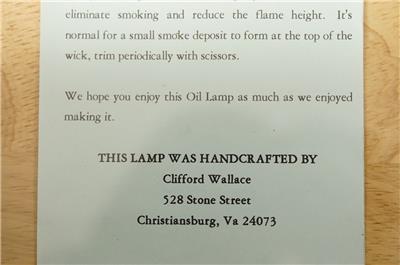 eliminate smoking and reduce the flame height. It's
normal for a small smoke deposit to form at the top of the
wick, trim periodically with scissors.
We hope you enjoy this Oil Lamp as much as we enjoyed
making it.
THIS LAMP WAS HANDCRAFTED BY
Clifford Wallace
528 Stone Street
Christiansburg, Va 24073